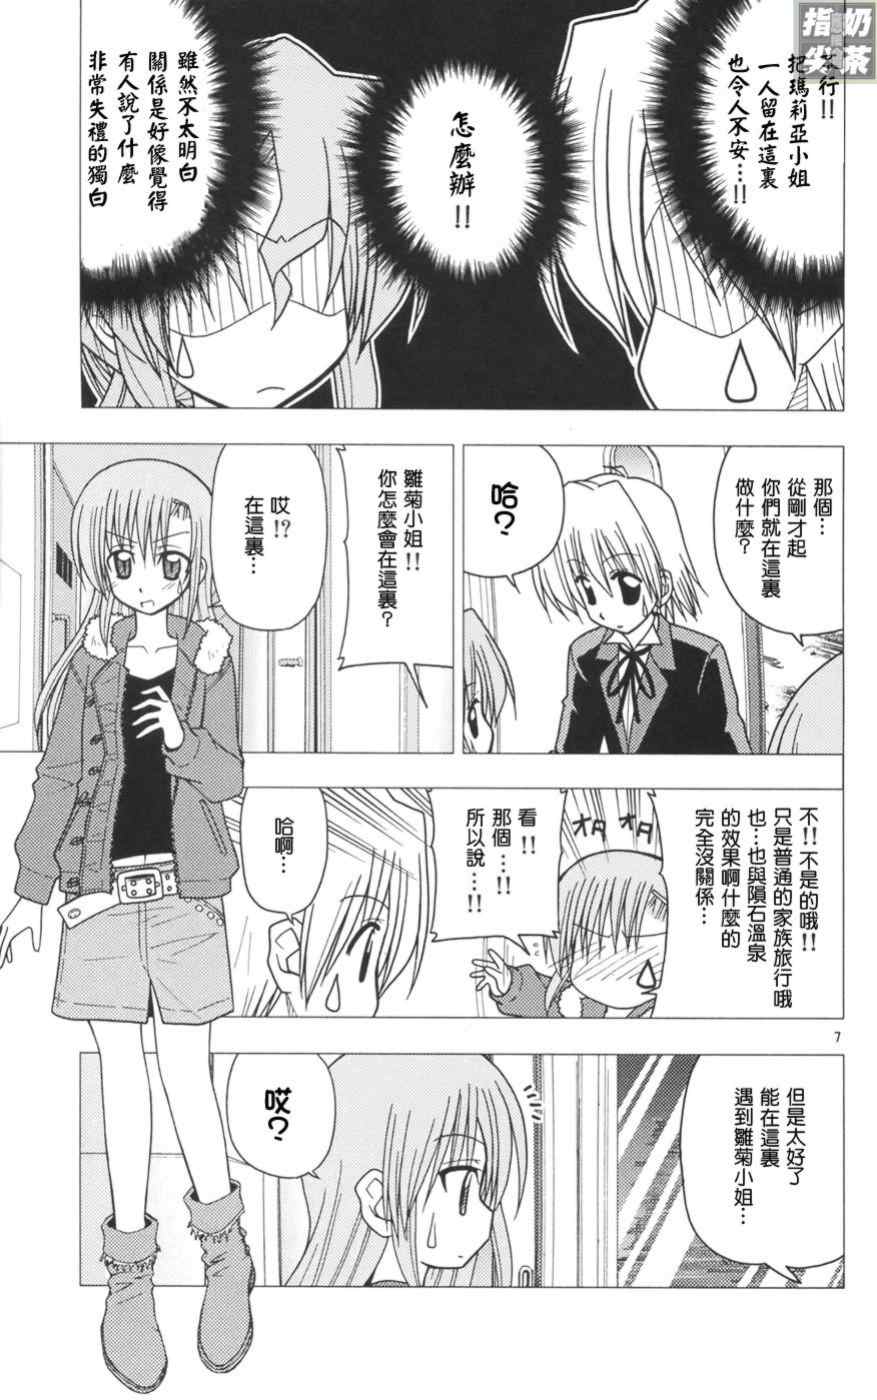 指奶
尖茶
不行!!
把瑪莉亞小姐
一人留在這裏
也令人不安…!!
怎麼辦!!
雖然不太明白
關係是好像覺得
有人說了什麼
非常失禮的獨白
那個…
從剛才起
你們就在這裏
做什麼?
哈?
雛菊小姐!!
你怎麼會在這裏?
哎!?
在這裏…
不!!不是的哦!!
只是普通的家族旅行哦
也…也與隕石溫泉
的效果啊什麼的
完全沒關係…
オタ
オタ
看!!
那個…!!
所以說…
哈啊…
7
但是太好了
能在這裏
遇到雛菊小姐…
哎?